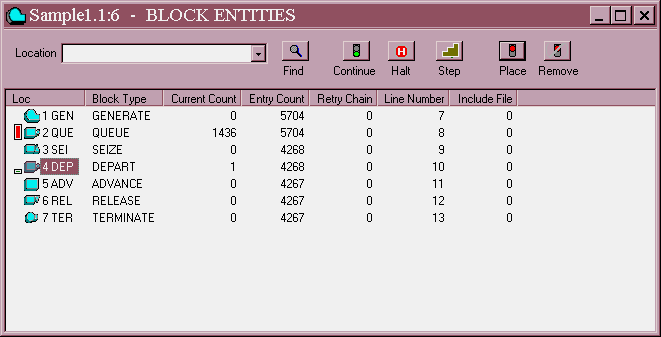 Sample1.1:6 - BLOCK ENTITIES
Location Find Continue Halt Step Place Remove
Loc Block Type Current Count Entry Count Retry Chain Line Number Include File
1 GEN GENERATE 0 5704 0 7 0
2 QUE QUEUE 1436 5704 0 8 0
3 SEI SEIZE 0 4268 0 9 0
4 DEP DEPART 1 4268 0 10 0
5 ADV ADVANCE 0 4267 0 11 0
6 REL RELEASE 0 4267 0 12 0
7 TER TERMINATE 0 4267 0 13 0